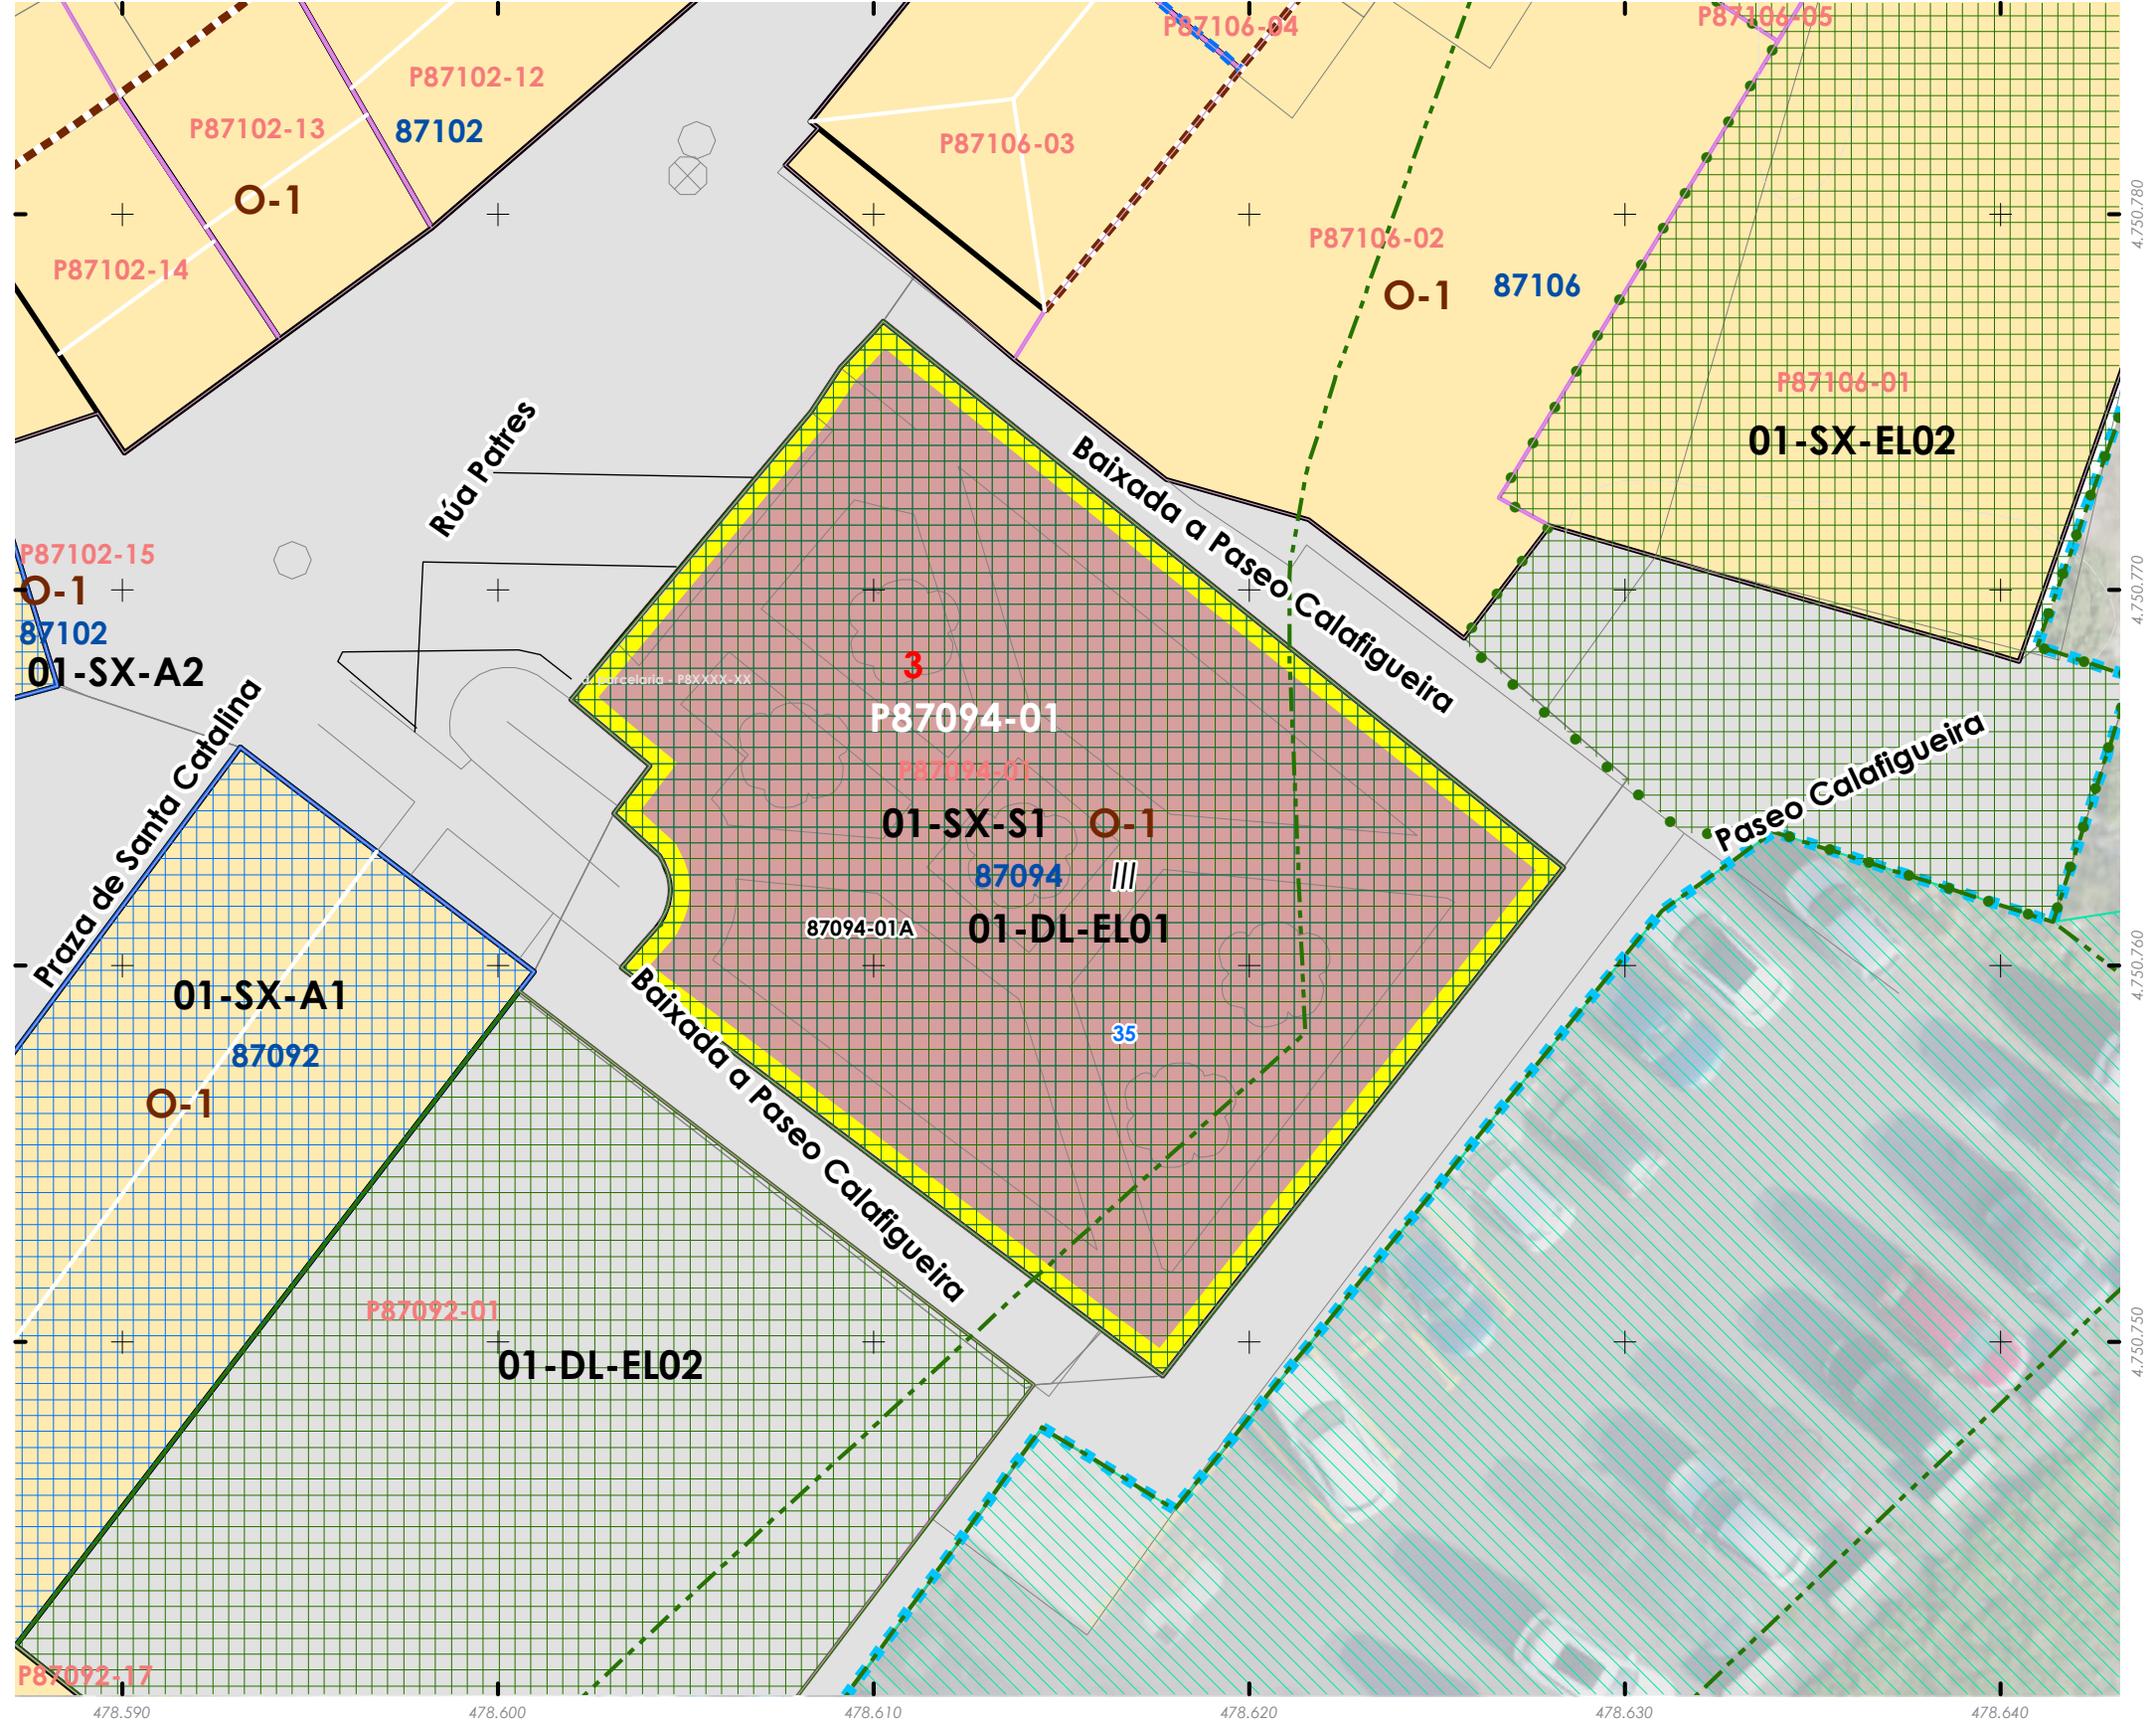 P87106-04
P87106-05
P87102-12
P87102-13
87102
P87106-03
O-1
P87106-02
P87102-14
87106
O-1
4.750.780
P87106-01
01-SX-EL02
Rúa Patres
Baixada a Paseo Calafigueira
P87102-15
O-1
87102
01-SX-A2
4.750.770
3
parcelaria - P8XXXX-XX
P87094-01
P87094-01
Praza de Santa Catalina
Paseo Calafigueira
01-SX-S1
O-1
87094
III
87094-01A
01-DL-EL01
4.750.760
01-SX-A1
87092
35
O-1
Baixada a Paseo Calafigueira
P87092-01
01-DL-EL02
4.750.750
P87092-17
478.590
478.600
478.610
478.620
478.630
478.640